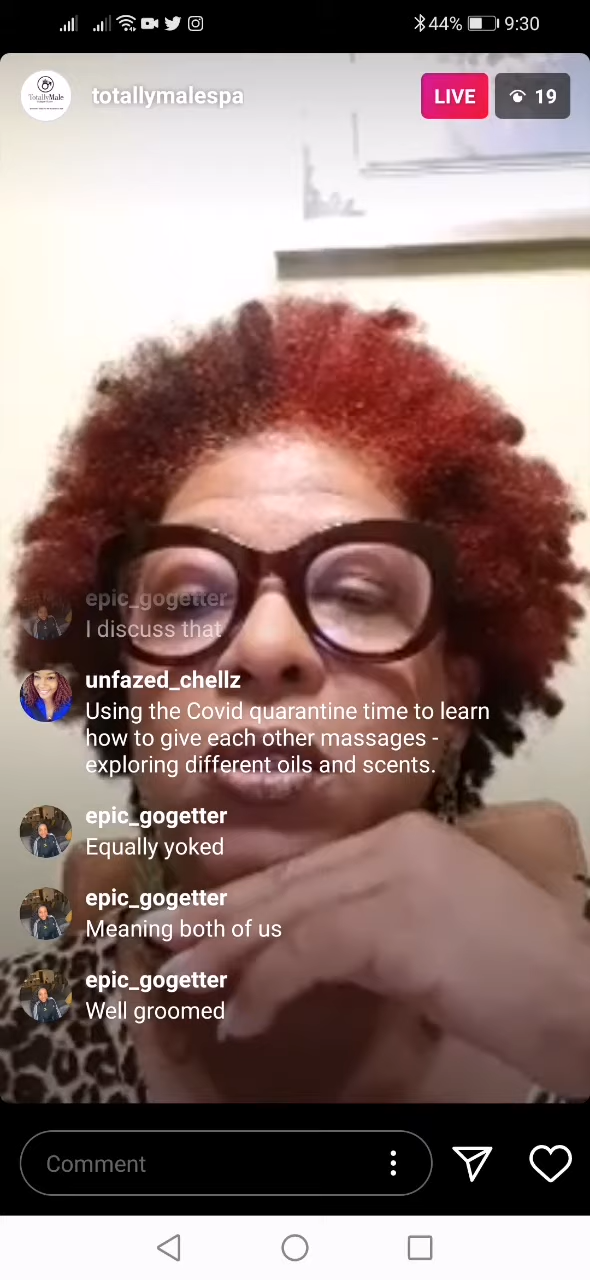 44% 9:30
TotallyMale
totallymalespa
LIVE
19
epic_gogetter
I discuss that
unfazed_chellz
Using the Covid quarantine time to learn
how to give each other massages -
exploring different oils and scents.
epic_gogetter
Equally yoked
epic_gogetter
Meaning both of us
epic_gogetter
Well groomed
Comment